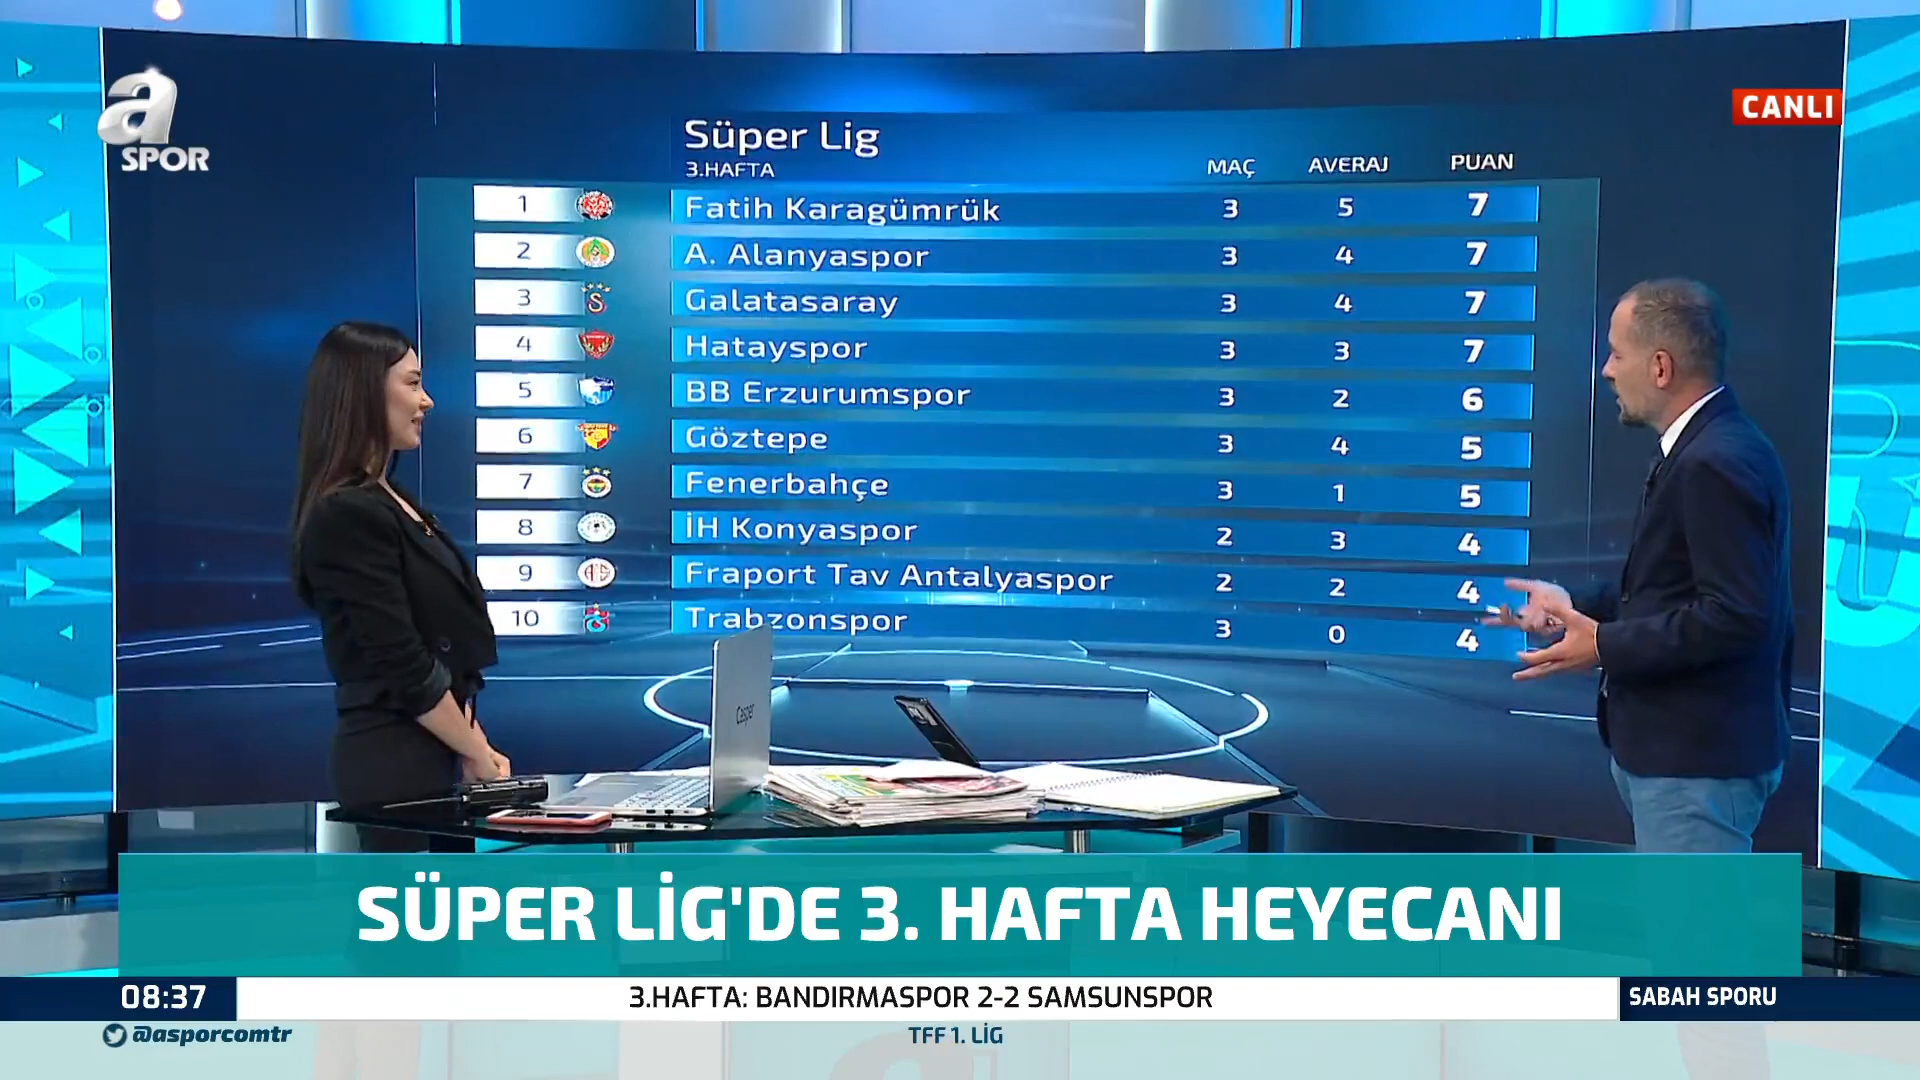 a
SPOR
CANLI
Süper Lig
3.HAFTA
MAÇ AVERAJ PUAN
1 Fatih Karagümrük 3 5 7
2 A. Alanyaspor 3 4 7
3 Galatasaray 3 4 7
4 Hatayspor 3 3 7
5 BB Erzurumspor 3 2 6
6 Göztepe 3 4 5
7 Fenerbahçe 3 1 5
8 İH Konyaspor 2 3 4
9 Fraport Tav Antalyaspor 2 2 4
10 Trabzonspor 3 0 4
Casper
SÜPER LİG'DE 3. HAFTA HEYECANI
08:37 3.HAFTA: BANDIRMASPOR 2-2 SAMSUNSPOR SABAH SPORU
@asporcomtr TFF 1. LİG